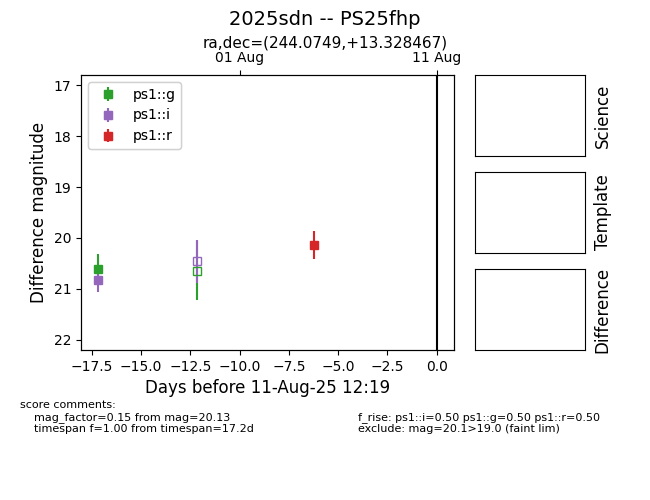 2025sdn -- PS25fhp
ra,dec=(244.0749,+13.328467)
01 Aug
11 Aug
17
18
19
20
21
22
Difference magnitude
ps1::g
ps1::i
ps1::r
−17.5
−15.0
−12.5
−10.0
−7.5
−5.0
−2.5
0.0
Days before 11-Aug-25 12:19
Science
Template
Difference
score comments:
mag_factor=0.15 from mag=20.13
timespan f=1.00 from timespan=17.2d
f_rise: ps1::i=0.50 ps1::g=0.50 ps1::r=0.50
exclude: mag=20.1>19.0 (faint lim)